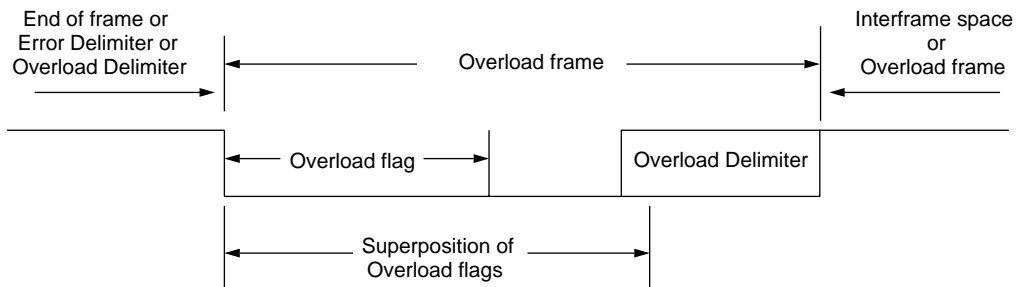 End of frame or
Error Delimiter or
Overload Delimiter
Overload frame
Interframe space
or
Overload frame
Overload flag
Overload Delimiter
Superposition of
Overload flags